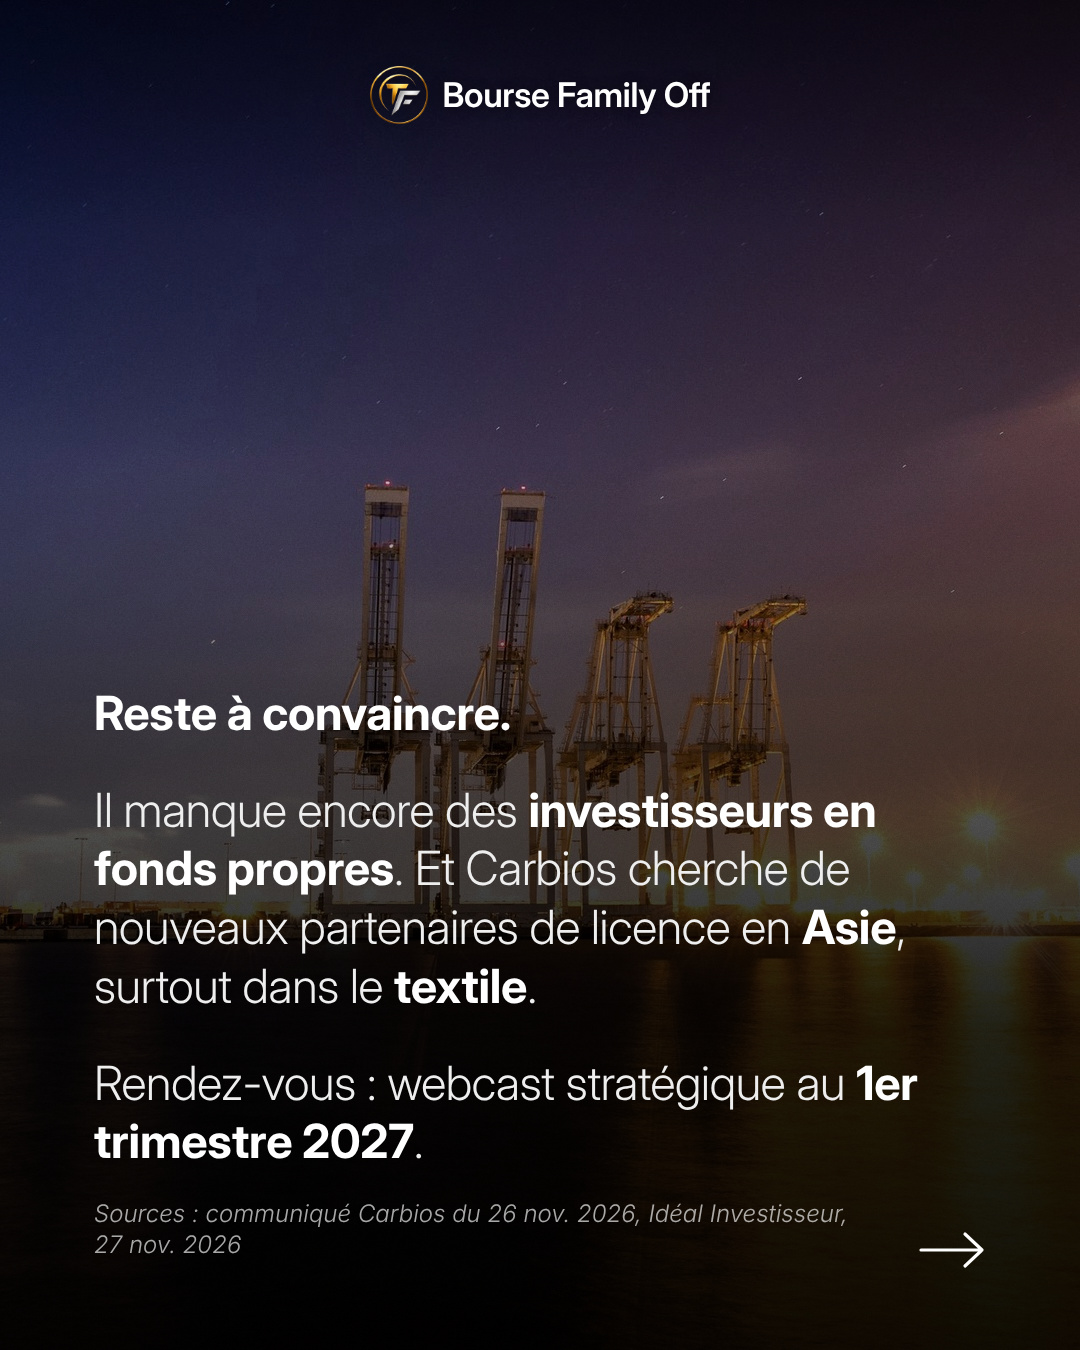 TF Bourse Family Off
Reste à convaincre.
Il manque encore des investisseurs en
fonds propres. Et Carbios cherche de
nouveaux partenaires de licence en Asie,
surtout dans le textile.
Rendez-vous : webcast stratégique au 1er
trimestre 2027.
Sources : communiqué Carbios du 26 nov. 2026, Idéal Investisseur,
27 nov. 2026